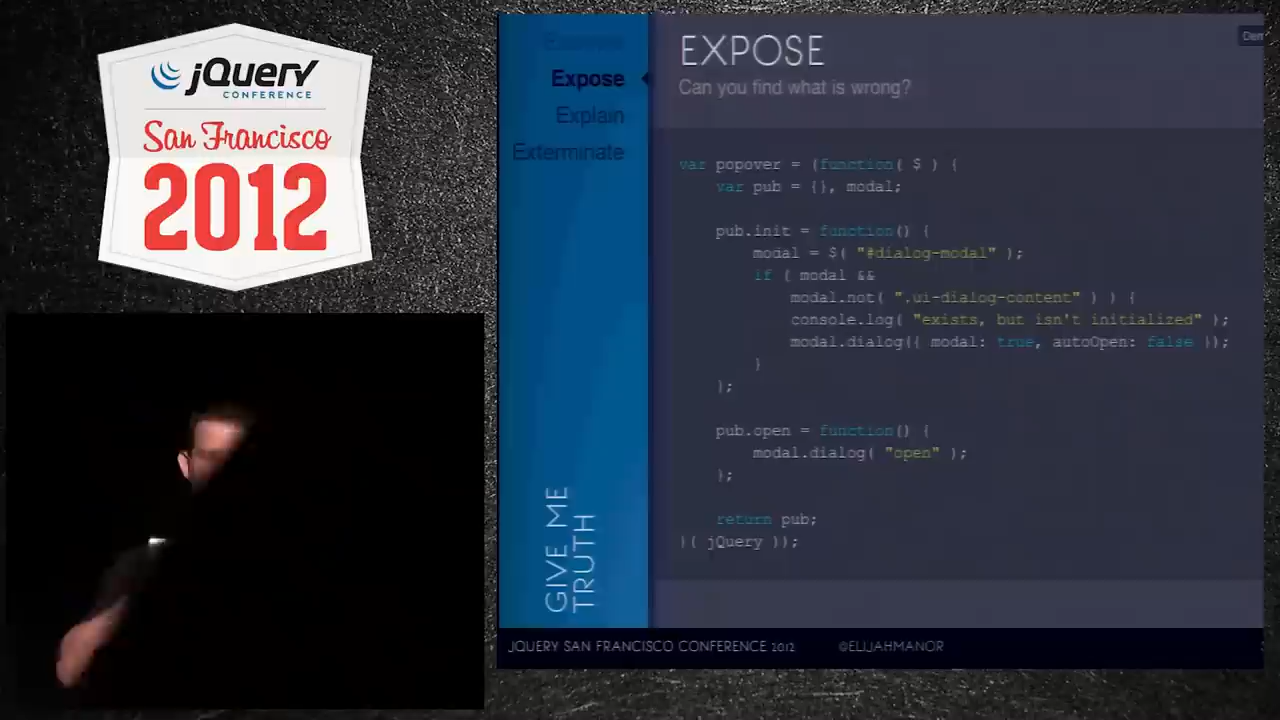 jQuery
CONFERENCE
San Francisco
2012
Examine
Expose
Explain
Exterminate
GIVE ME
TRUTH
EXPOSE
Can you find what is wrong?
var popover = (function( $ ) {
var pub = {}, modal;
pub.init = function() {
modal = $( "#dialog-modal" );
if ( modal &&
modal.not( ".ui-dialog-content" ) ) {
console.log( "exists, but isn't initialized" );
modal.dialog({ modal: true, autoOpen: false });
}
};
pub.open = function() {
modal.dialog( "open" );
};
return pub;
}( jQuery ));
JQUERY SAN FRANCISCO CONFERENCE 2012
@ELIJAHMANOR